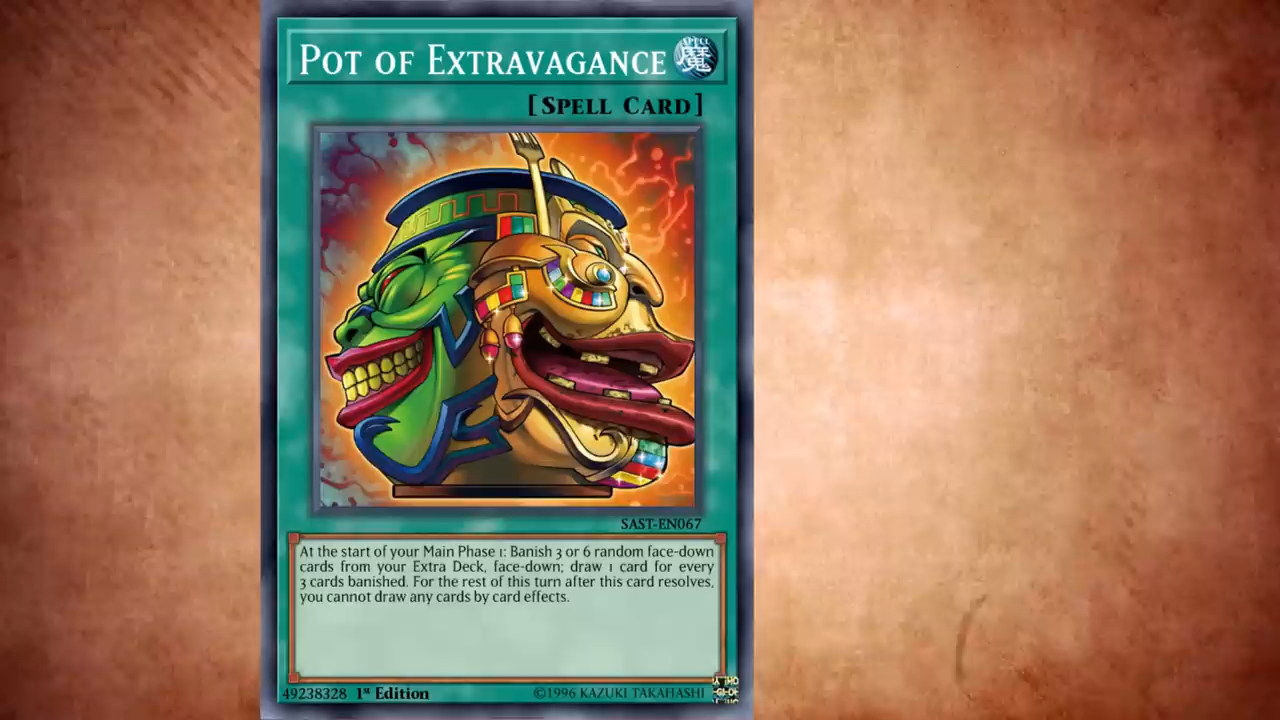 Pot of Extravagance
SPELL
魔
[Spell Card]
SAST-EN067
At the start of your Main Phase 1: Banish 3 or 6 random face-down
cards from your Extra Deck, face-down; draw 1 card for every
3 cards banished. For the rest of this turn after this card resolves,
you cannot draw any cards by card effects.
49238328 1st Edition
©1996 KAZUKI TAKAHASHI